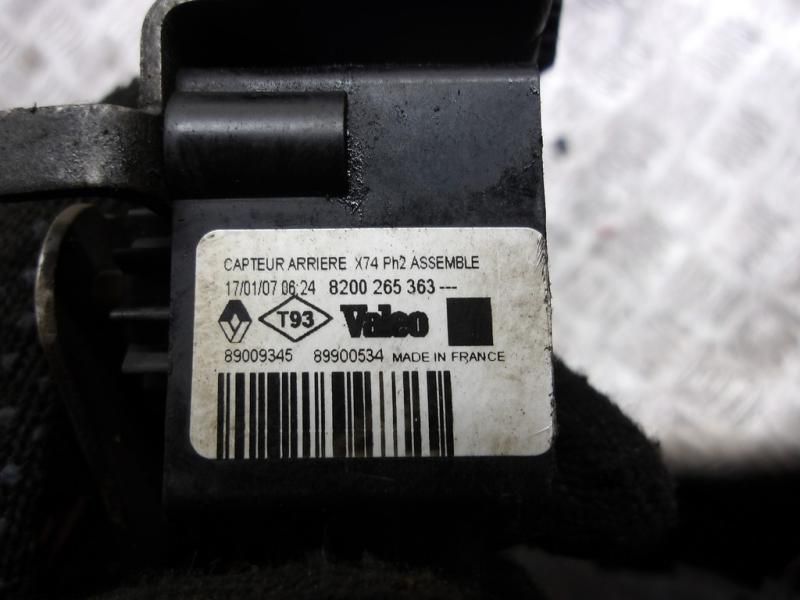 CAPTEUR ARRIERE X74 Ph2 ASSEMBLE
17/01/07 06:24 8200 265 363---
T93 Valeo
89009345 89900534 MADE IN FRANCE